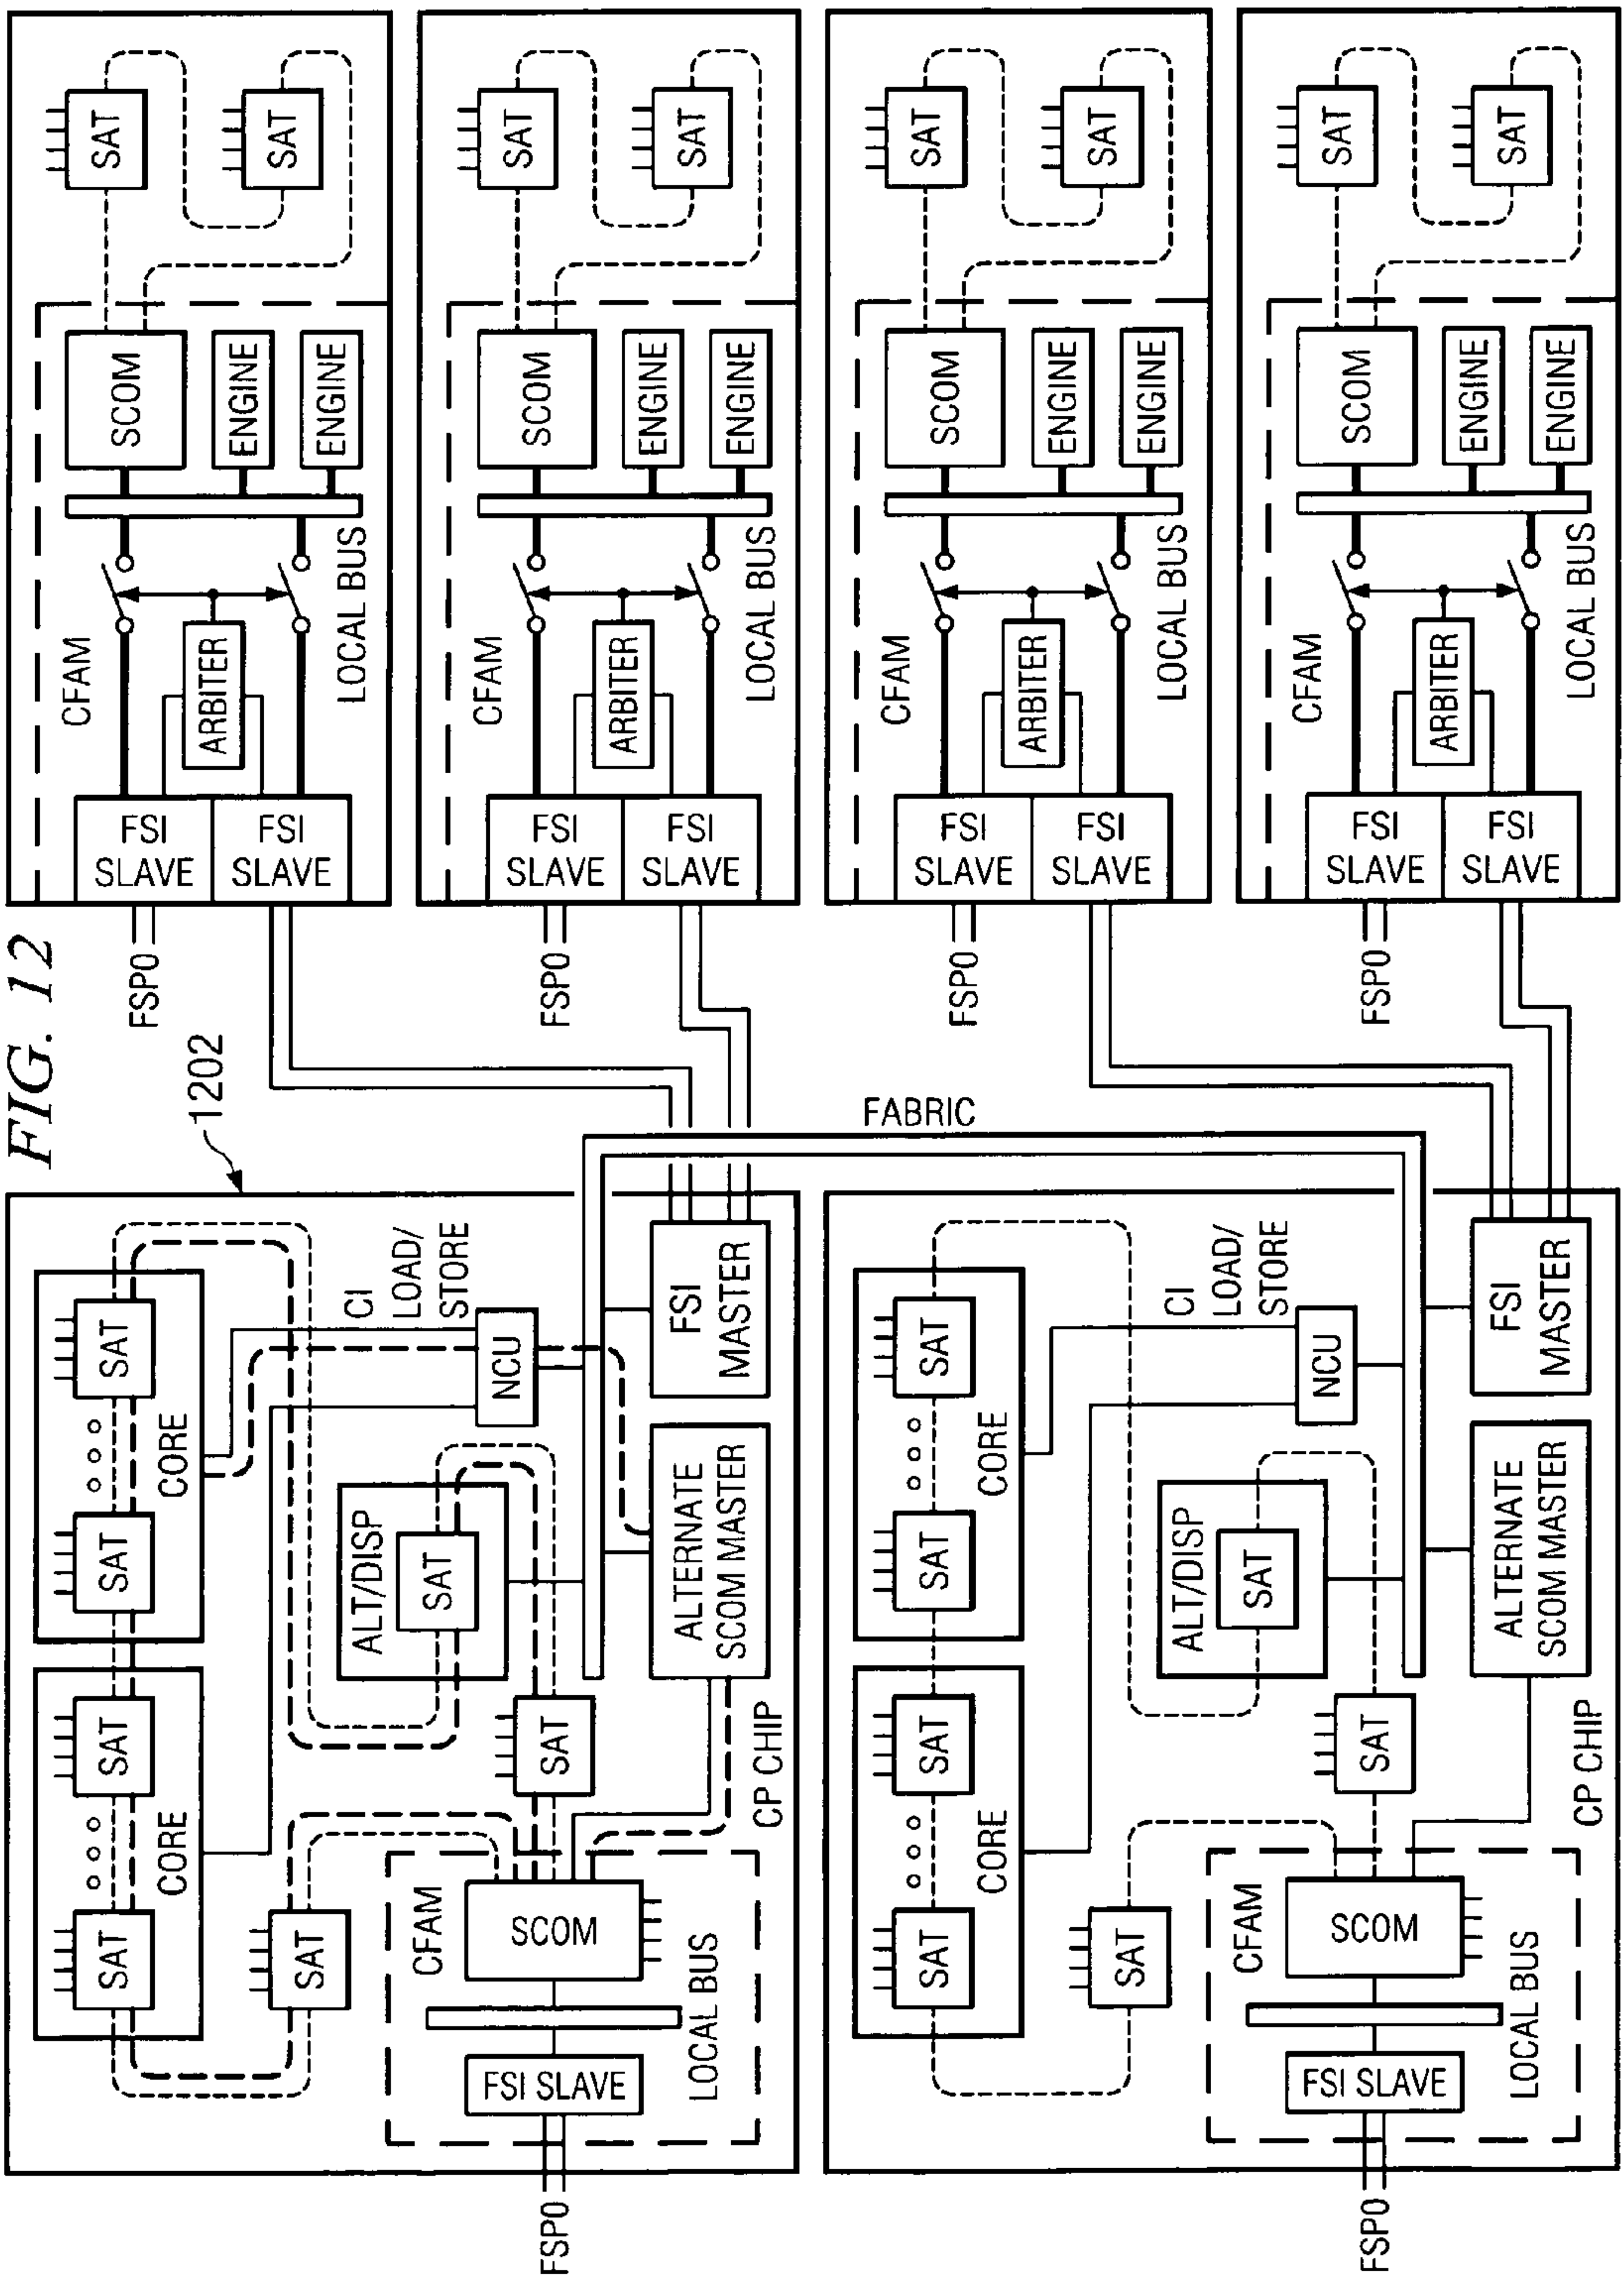 FIG. 12
1202
SAT
SAT
CORE
SAT
SAT
CORE
SAT
ALT/DISP
SAT
CI
LOAD/
STORE
NCU
SAT
CFAM
SCOM
FSI SLAVE
LOCAL BUS
FSP0
ALTERNATE
SCOM MASTER
FSI
MASTER
CP CHIP
FABRIC
SAT
SAT
CORE
SAT
SAT
CORE
SAT
ALT/DISP
SAT
CI
LOAD/
STORE
NCU
SAT
CFAM
SCOM
FSI SLAVE
LOCAL BUS
FSP0
ALTERNATE
SCOM MASTER
FSI
MASTER
CP CHIP
FSP0
FSI
SLAVE
FSI
SLAVE
CFAM
ARBITER
LOCAL BUS
SCOM
ENGINE
ENGINE
SAT
SAT
FSP0
FSI
SLAVE
FSI
SLAVE
CFAM
ARBITER
LOCAL BUS
SCOM
ENGINE
ENGINE
SAT
SAT
FSP0
FSI
SLAVE
FSI
SLAVE
CFAM
ARBITER
LOCAL BUS
SCOM
ENGINE
ENGINE
SAT
SAT
FSP0
FSI
SLAVE
FSI
SLAVE
CFAM
ARBITER
LOCAL BUS
SCOM
ENGINE
ENGINE
SAT
SAT